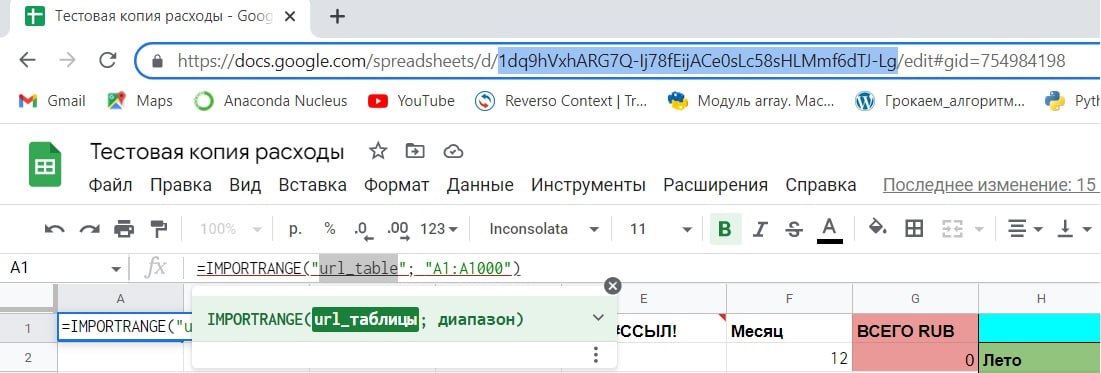 Тестовая копия расходы - Goog
https://docs.google.com/spreadsheets/d/1dq9hVxhARG7Q-Ij78fEijACe0sLc58sHLMmf6dTJ-Lg/edit#gid=754984198
Gmail Maps Anaconda Nucleus YouTube Reverso Context | Tr... Модуль array. Мас... Грокаем_алгоритм... Pyth
Тестовая копия расходы
Файл Правка Вид Вставка Формат Данные Инструменты Расширения Справка Последнее изменение: 15
100% р. % .0 .00 123 Inconsolata 11 B I S A
A1 fx =IMPORTRANGE("url_table"; "A1:A1000")
A E F G H
IMPORTRANGE(url_таблицы; диапазон)
1 =IMPORTRANGE("u #ССЫЛ! Месяц ВСЕГО RUB
2 12 0 Лето